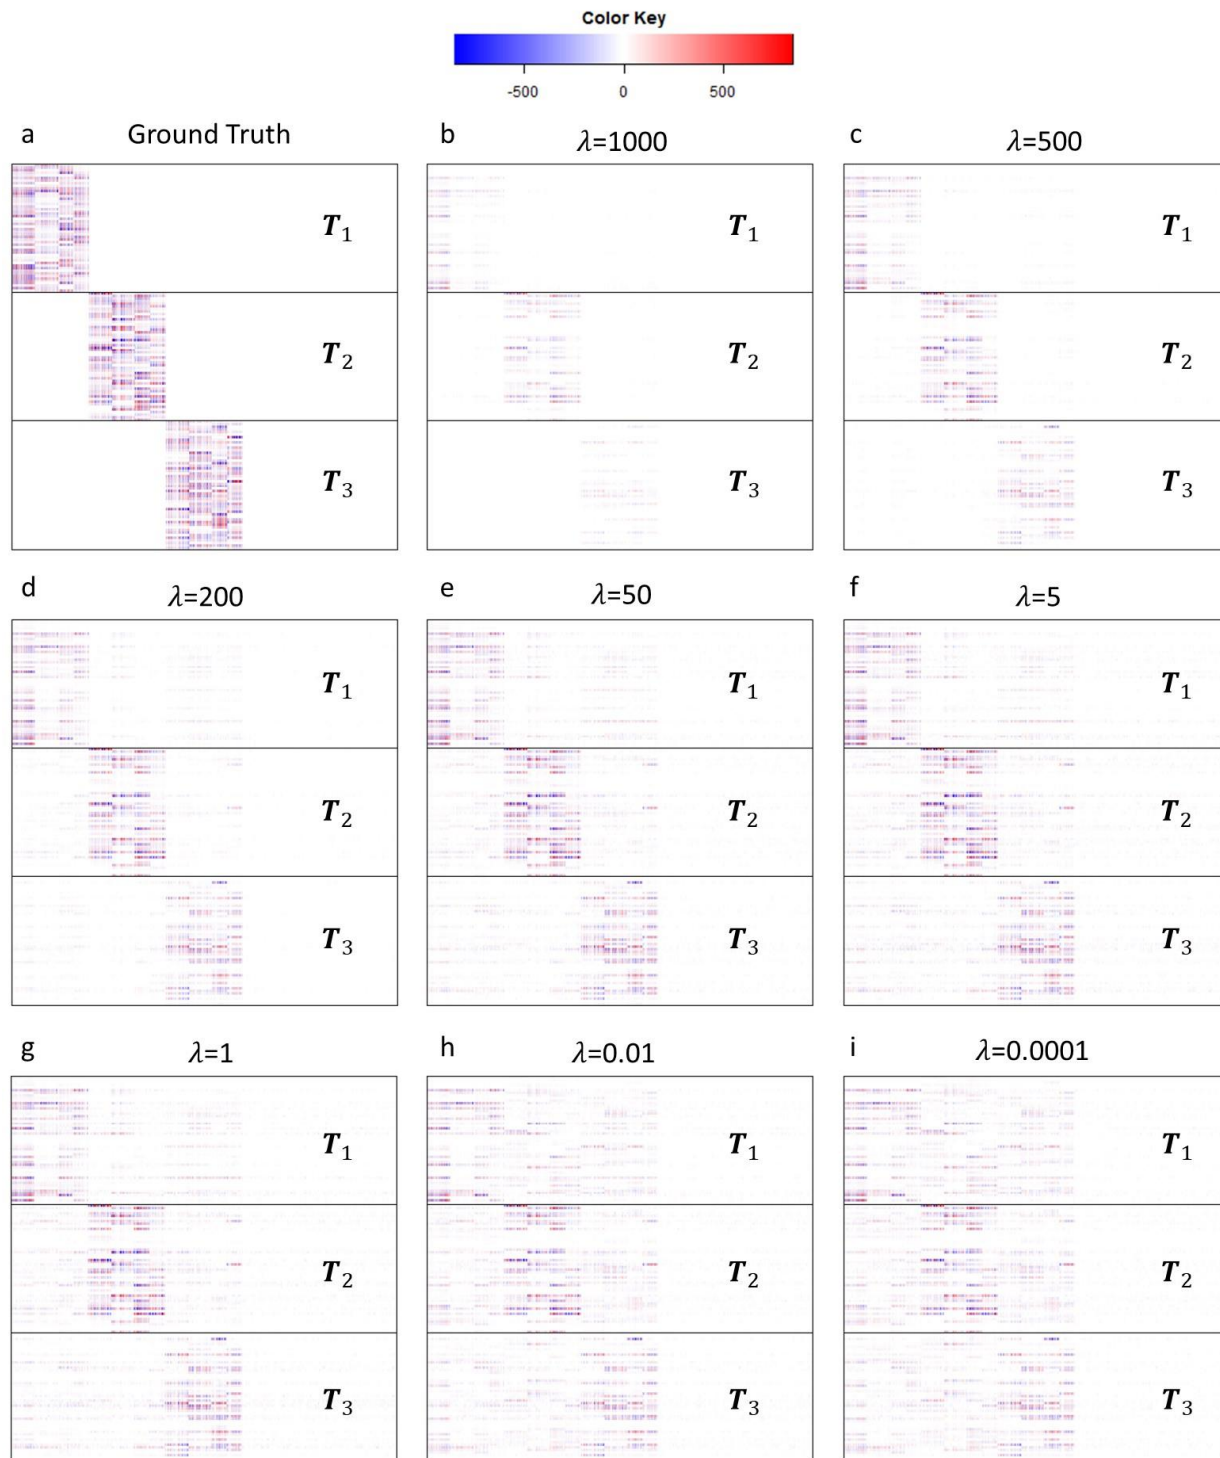 Color Key
-500 0 500
a Ground Truth b λ=1000 c λ=500
T1 T1 T1
T2 T2 T2
T3 T3 T3
d λ=200 e λ=50 f λ=5
T1 T1 T1
T2 T2 T2
T3 T3 T3
g λ=1 h λ=0.01 i λ=0.0001
T1 T1 T1
T2 T2 T2
T3 T3 T3